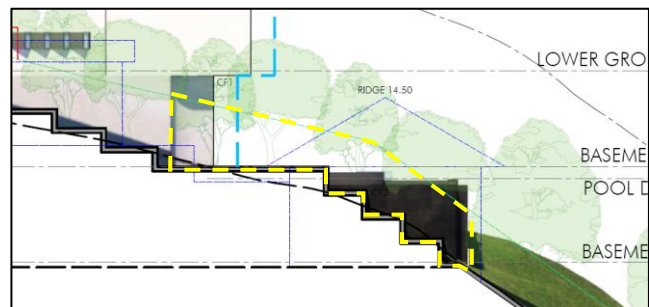 LOWER GRO
CF1
RIDGE 14.50
BASEME
POOL D
BASEME